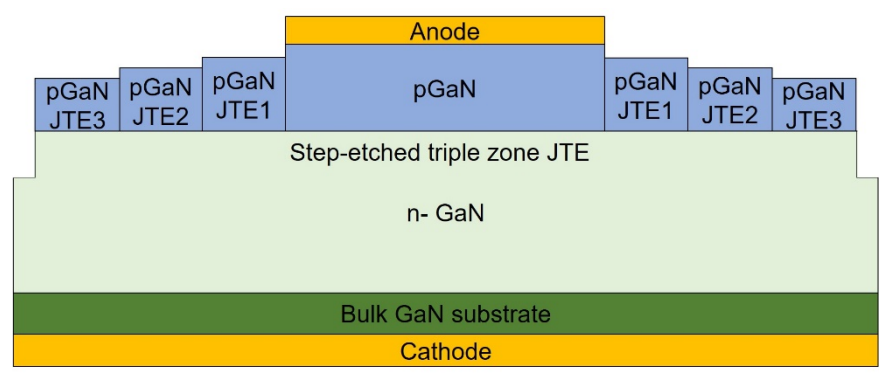 Anode
pGaN
JTE3
pGaN
JTE2
pGaN
JTE1
pGaN
pGaN
JTE1
pGaN
JTE2
pGaN
JTE3
Step-etched triple zone JTE
n- GaN
Bulk GaN substrate
Cathode